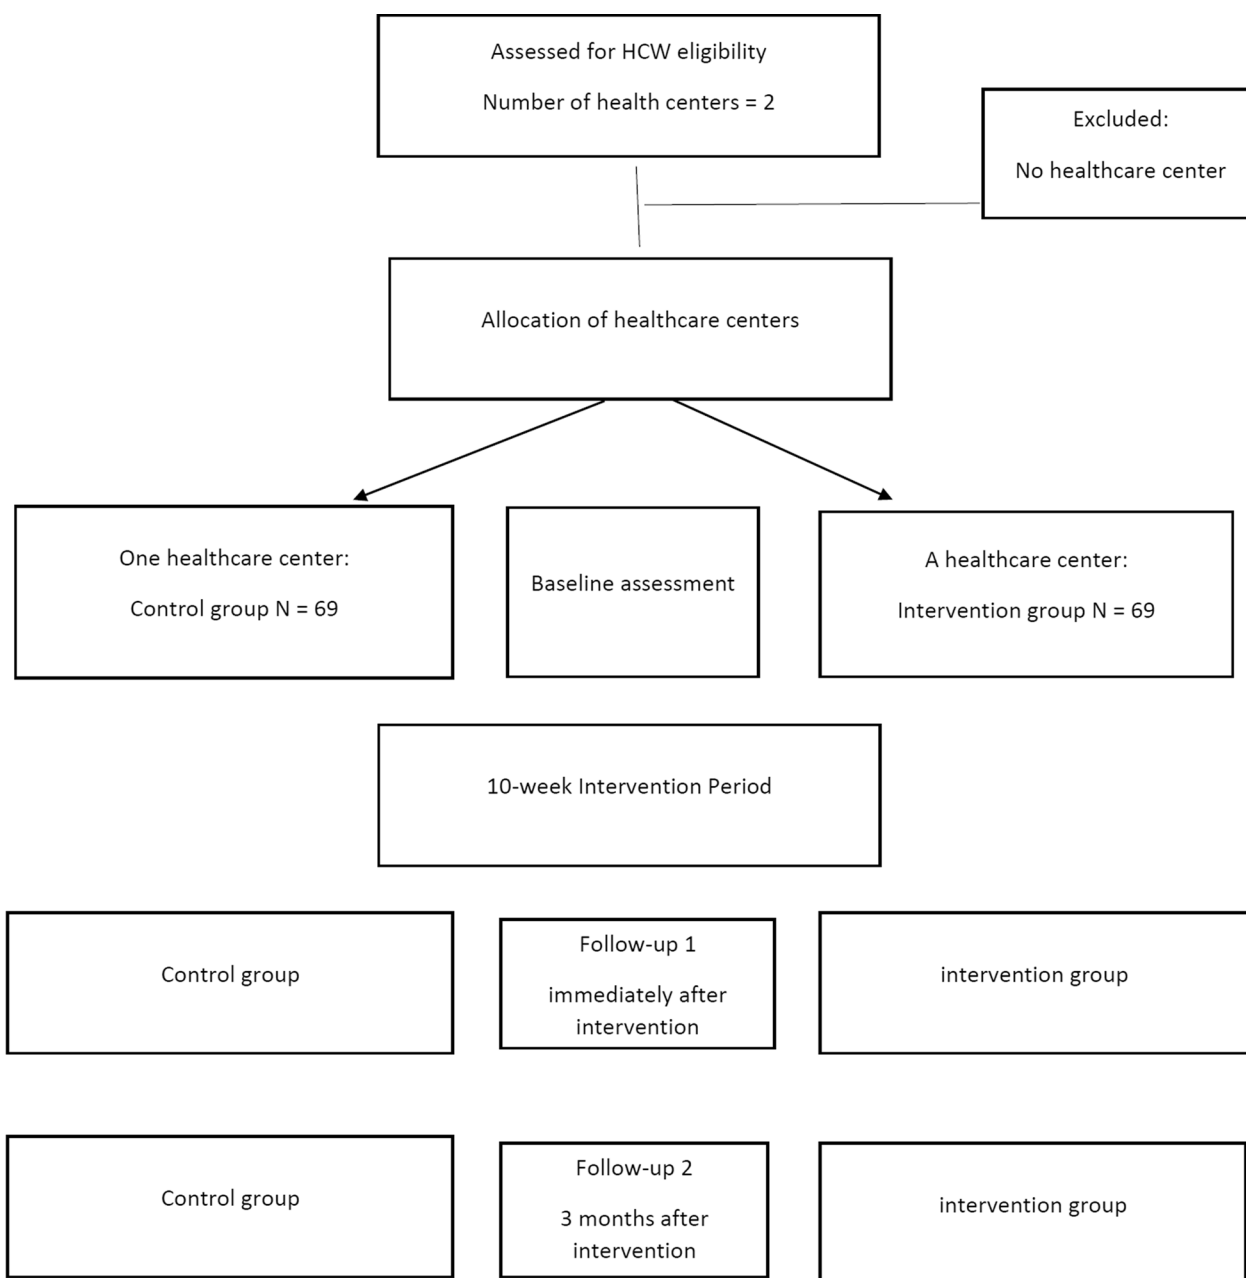 Assessed for HCW eligibility
Number of health centers = 2
Excluded:
No healthcare center
Allocation of healthcare centers
One healthcare center:
Control group N = 69
Baseline assessment
A healthcare center:
Intervention group N = 69
10-week Intervention Period
Control group
Follow-up 1
immediately after
intervention
intervention group
Control group
Follow-up 2
3 months after
intervention
intervention group